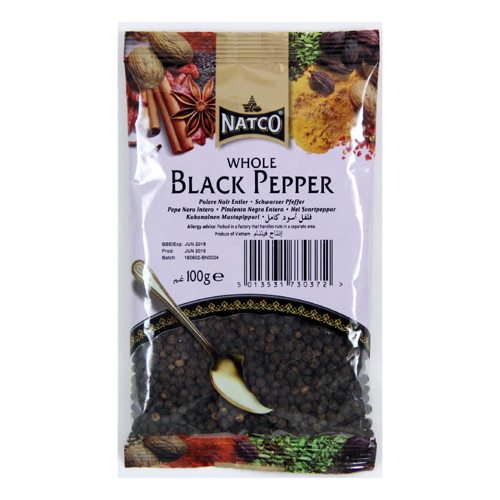 NATCO
WHOLE
BLACK PEPPER
Poivre Noir Entier • Schwarzer Pfeffer
Pepe Nero Intero • Pimienta Negra Entera • Hel Svartpeppar
Kokonainen Mustapippuri • فلفل أسود كامل
Allergy advice: Packed in a factory that handles nuts in a separate area.
Produce of Vietnam إنتاج فيتنام
BBE/Exp: JUN 2019
Prod: JUN 2016
Batch: 160602-BN0024
غم 100g e
5 013531 730372 >